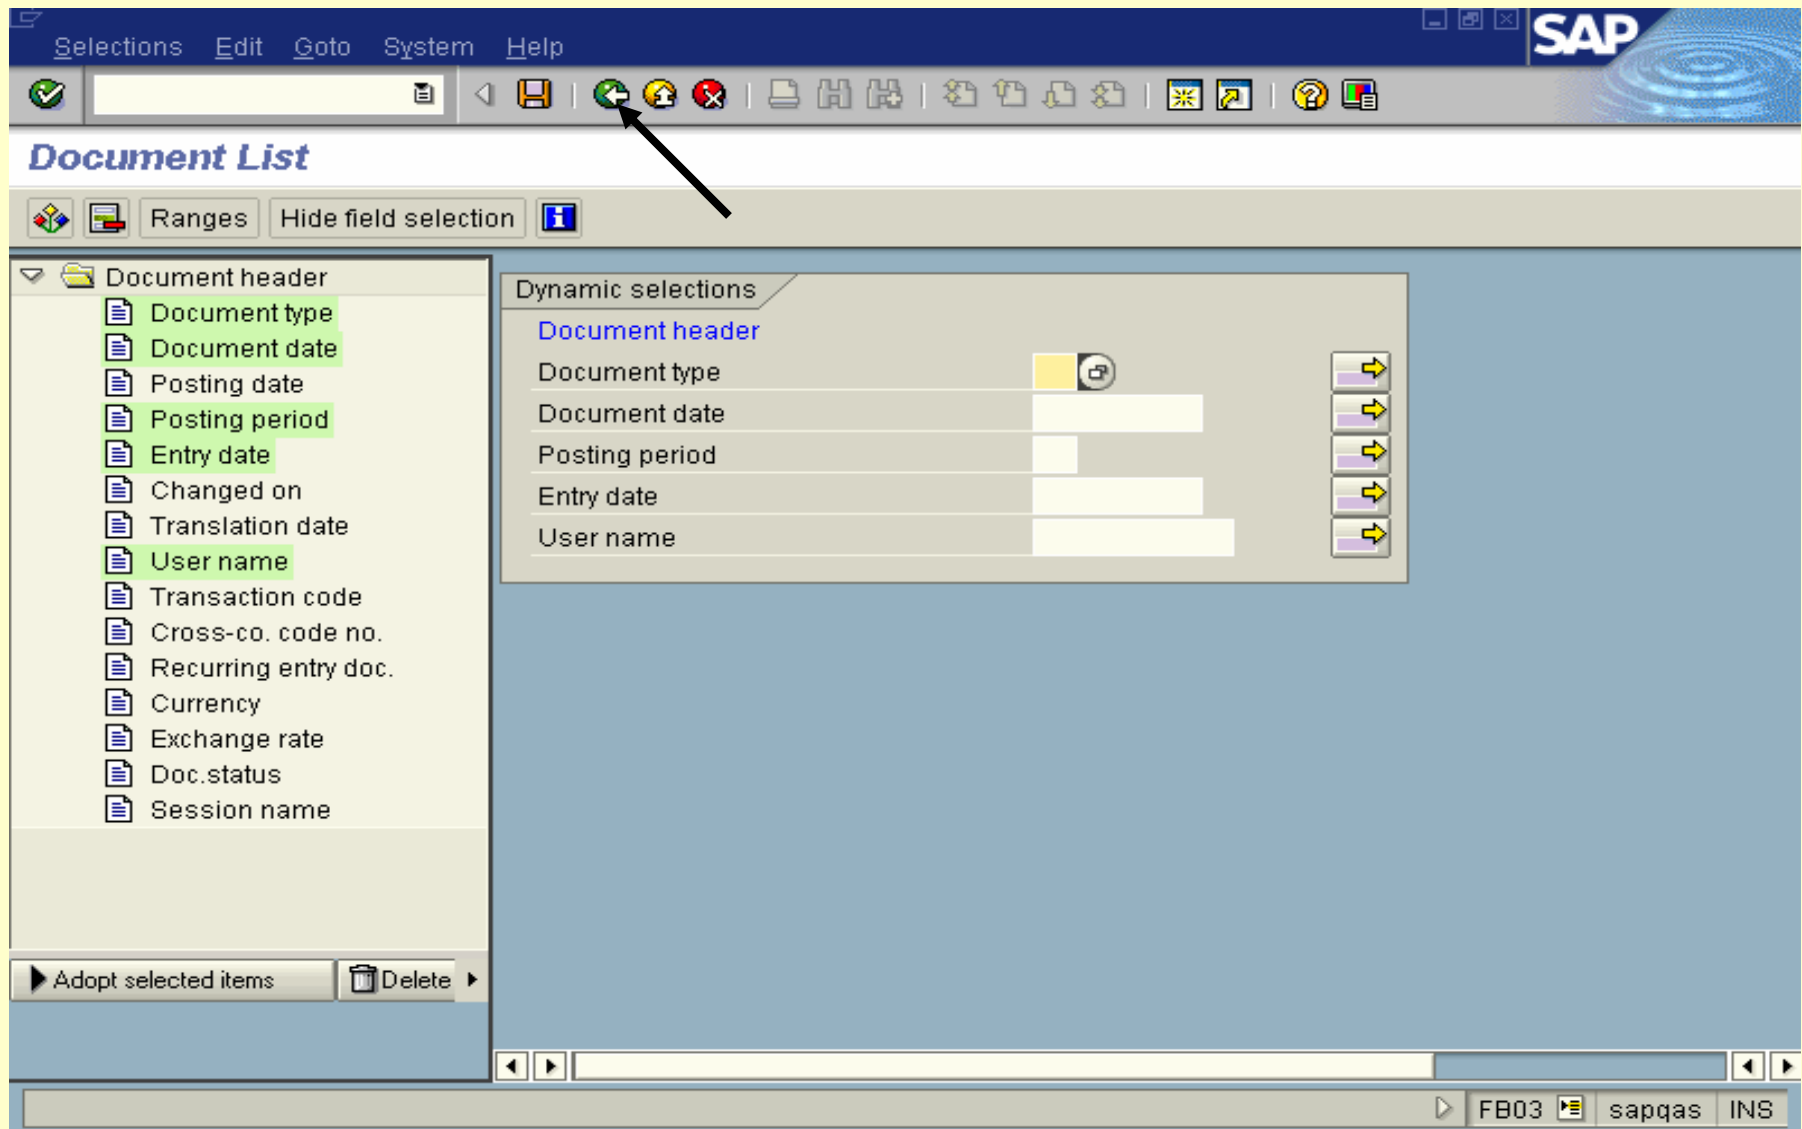 Selections Edit Goto System Help
SAP
Document List
Ranges Hide field selection
Document header
Document type
Document date
Posting date
Posting period
Entry date
Changed on
Translation date
User name
Transaction code
Cross-co. code no.
Recurring entry doc.
Currency
Exchange rate
Doc.status
Session name
Adopt selected items Delete
Dynamic selections
Document header
Document type
Document date
Posting period
Entry date
User name
FB03 sapqas INS